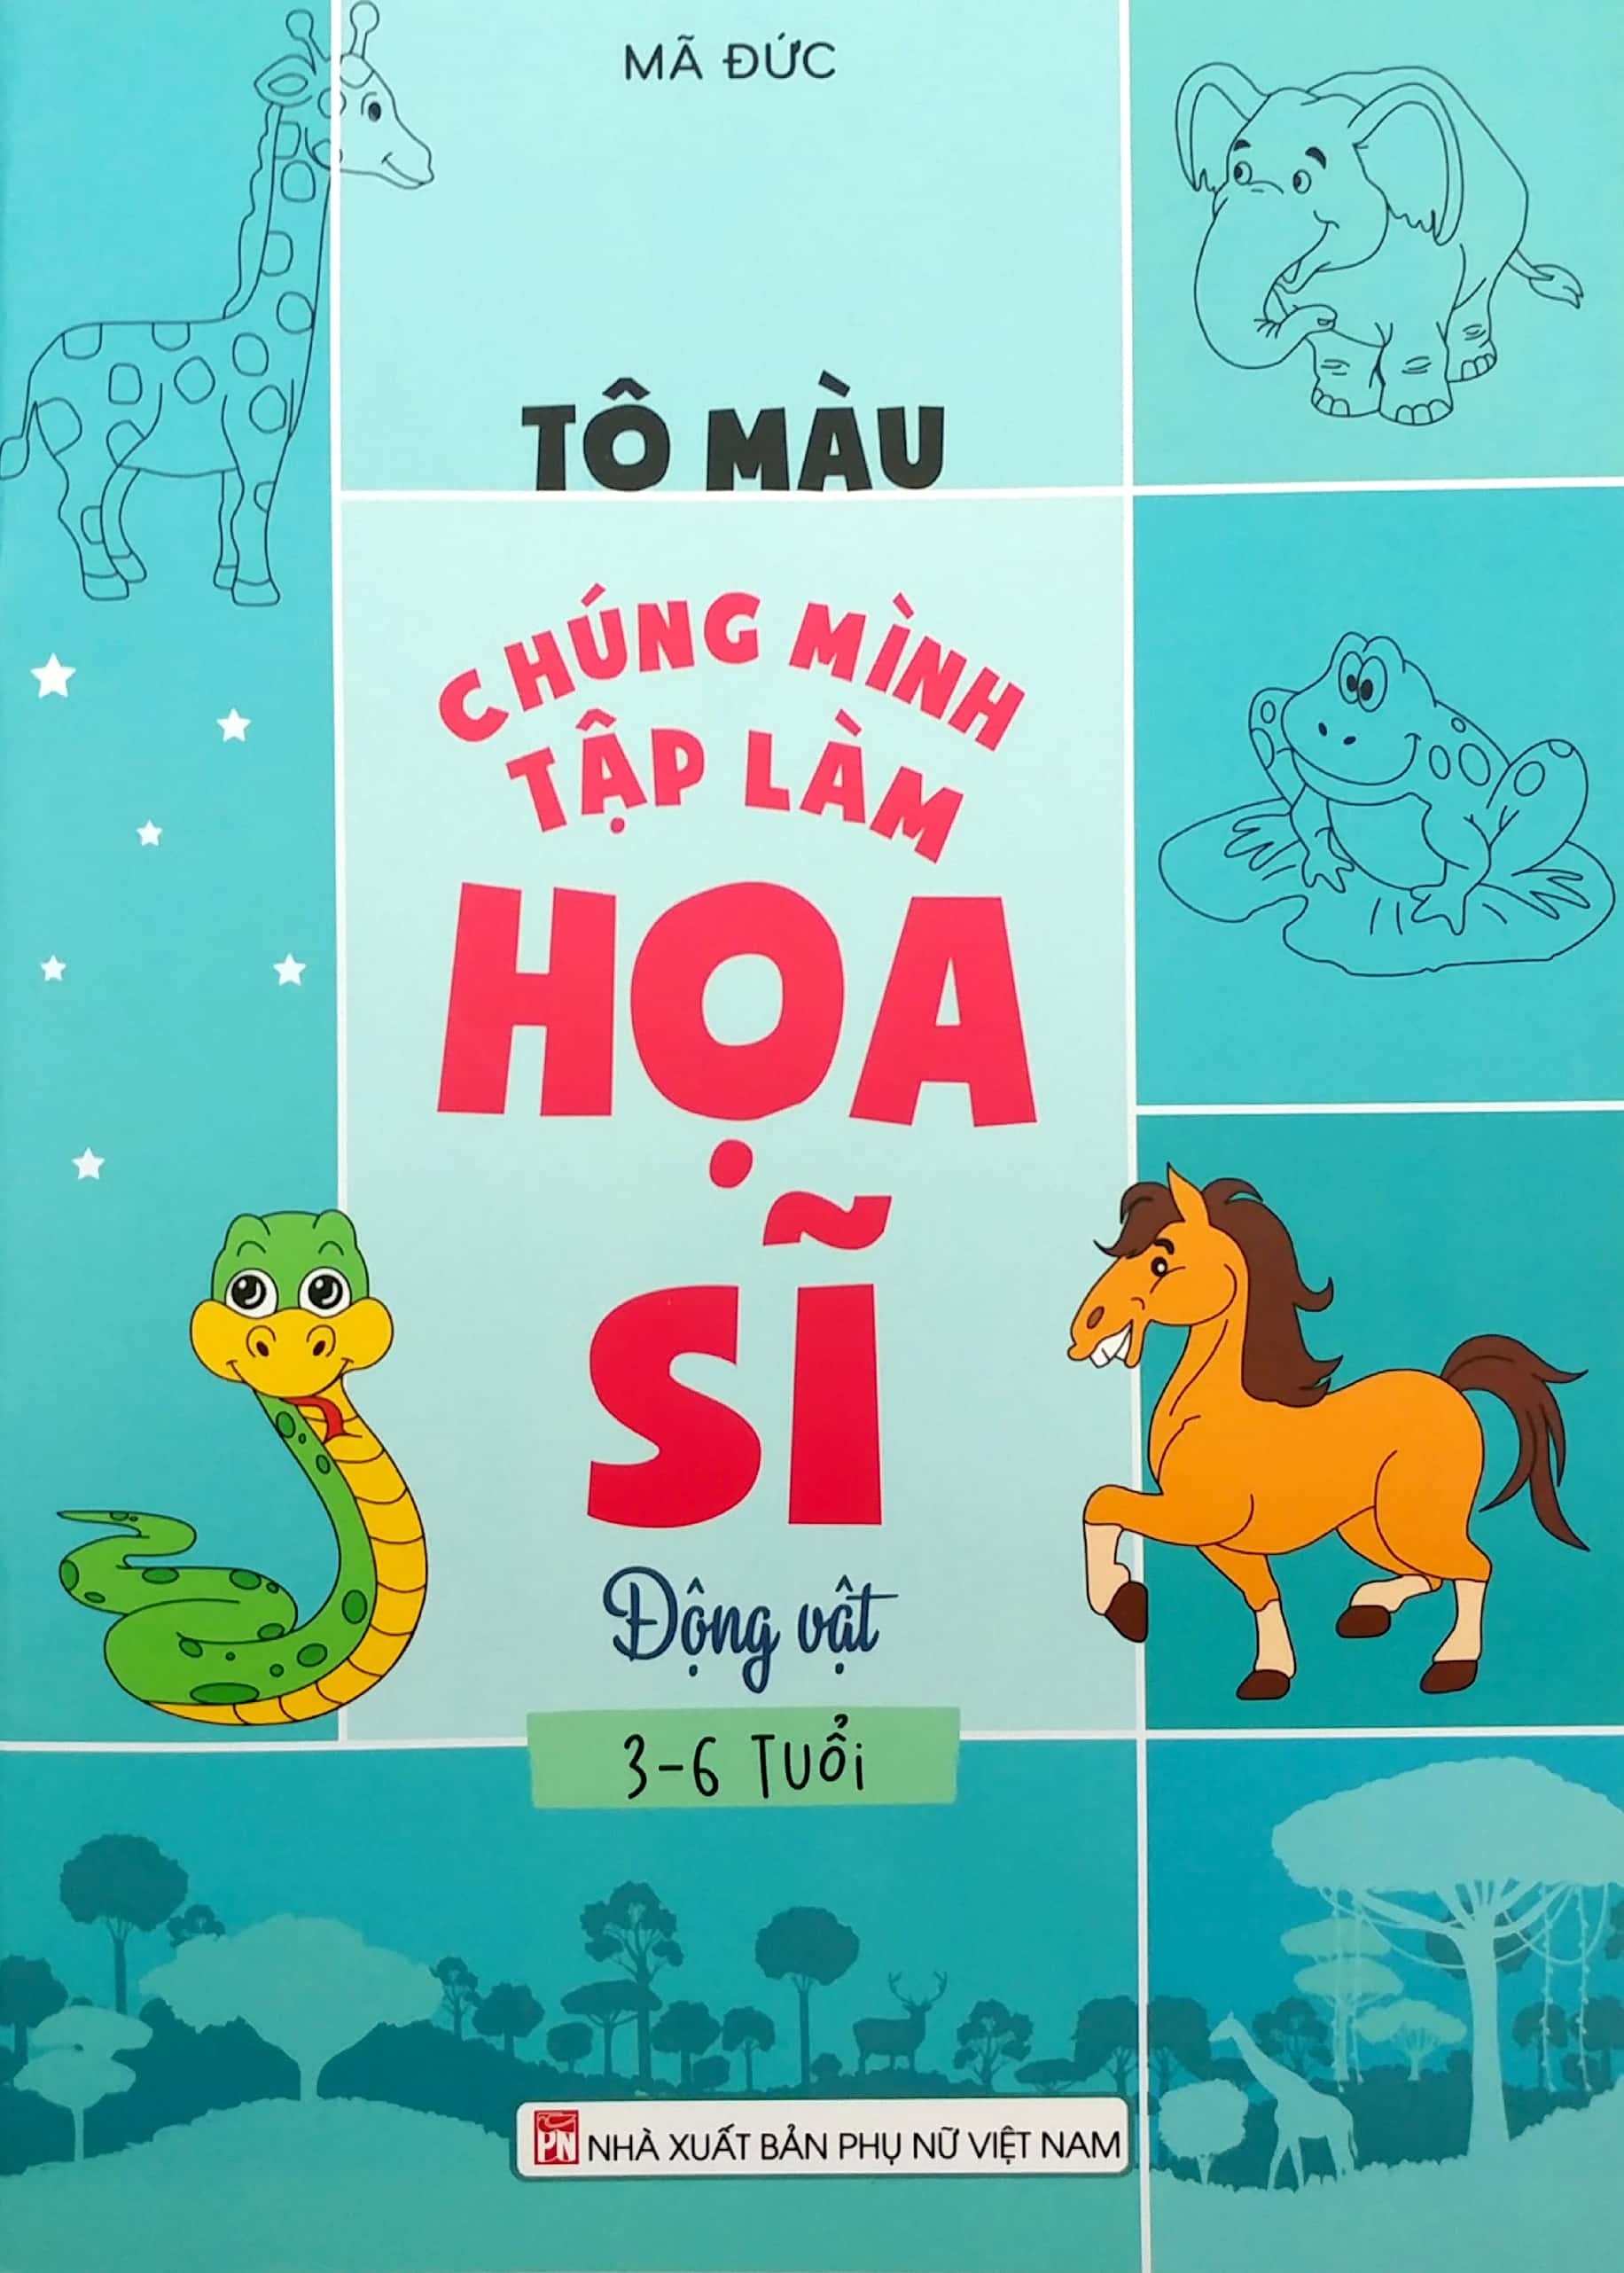 MÃ ĐỨC
TÔ MÀU
CHÚNG MÌNH
TẬP LÀM
HỌA
SĨ
Động vật
3-6 TUỔI
PN NHÀ XUẤT BẢN PHỤ NỮ VIỆT NAM